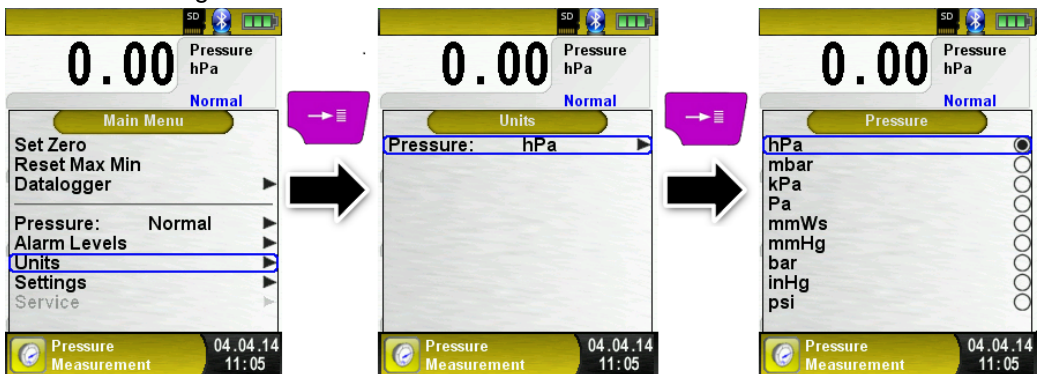 SD
0.00
Pressure
hPa
Normal
Main Menu
Set Zero
Reset Max Min
Datalogger
Pressure: Normal
Alarm Levels
Units
Settings
Service
Pressure
Measurement
04.04.14
11:05
SD
0.00
Pressure
hPa
Normal
Units
Pressure: hPa
Pressure
Measurement
04.04.14
11:05
SD
0.00
Pressure
hPa
Normal
Pressure
hPa
mbar
kPa
Pa
mmWs
mmHg
bar
inHg
psi
Pressure
Measurement
04.04.14
11:05